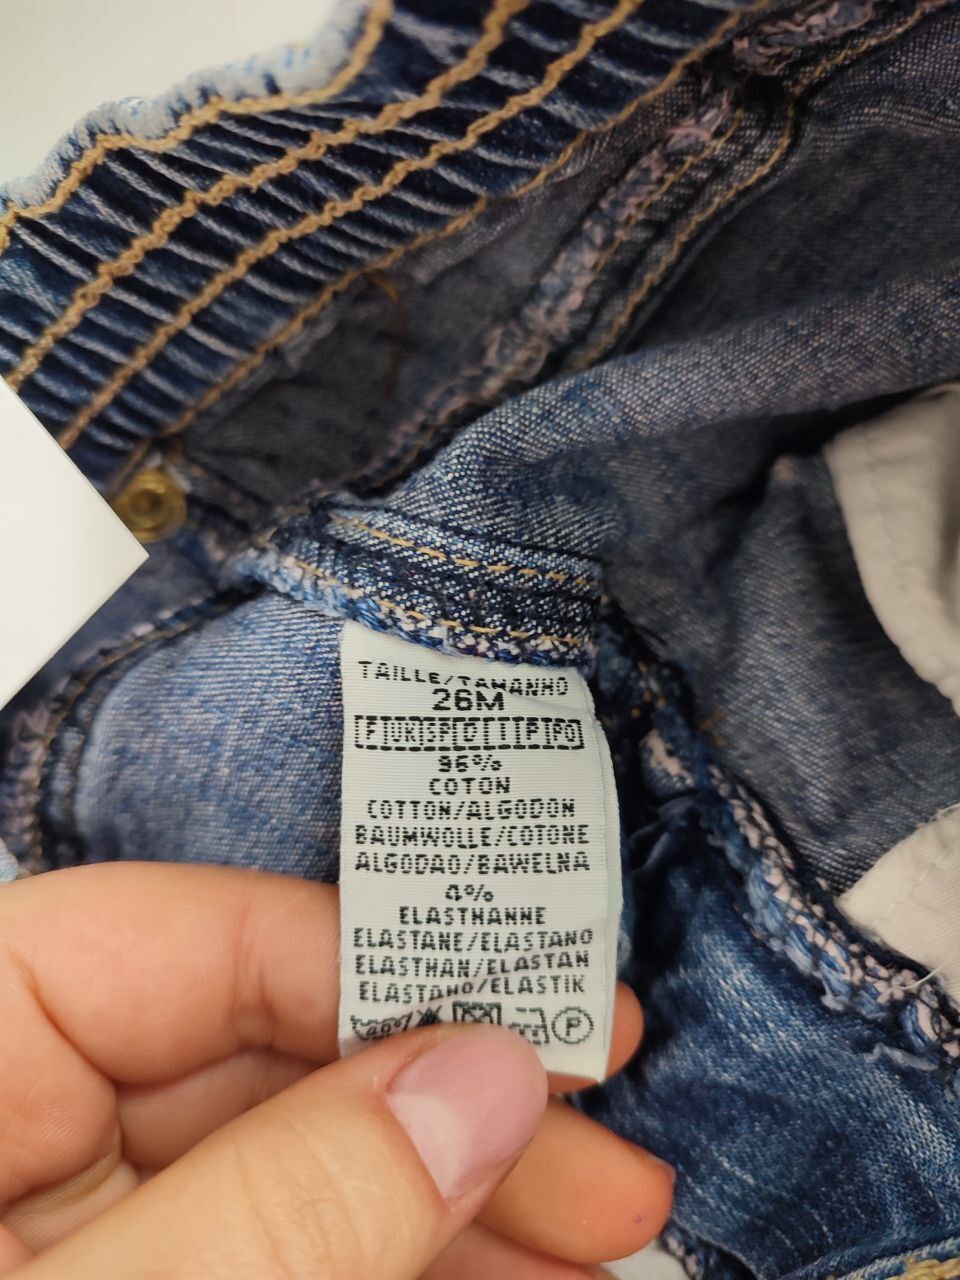 TAILLE/TAMANHO
26M
F UK SP D I P PO
96%
COTON
COTTON/ALGODON
BAUMWOLLE/COTONE
ALGODAO/BAWELNA
4%
ELASTHANNE
ELASTANE/ELASTANO
ELASTHAN/ELASTAN
ELASTANO/ELASTIK
P